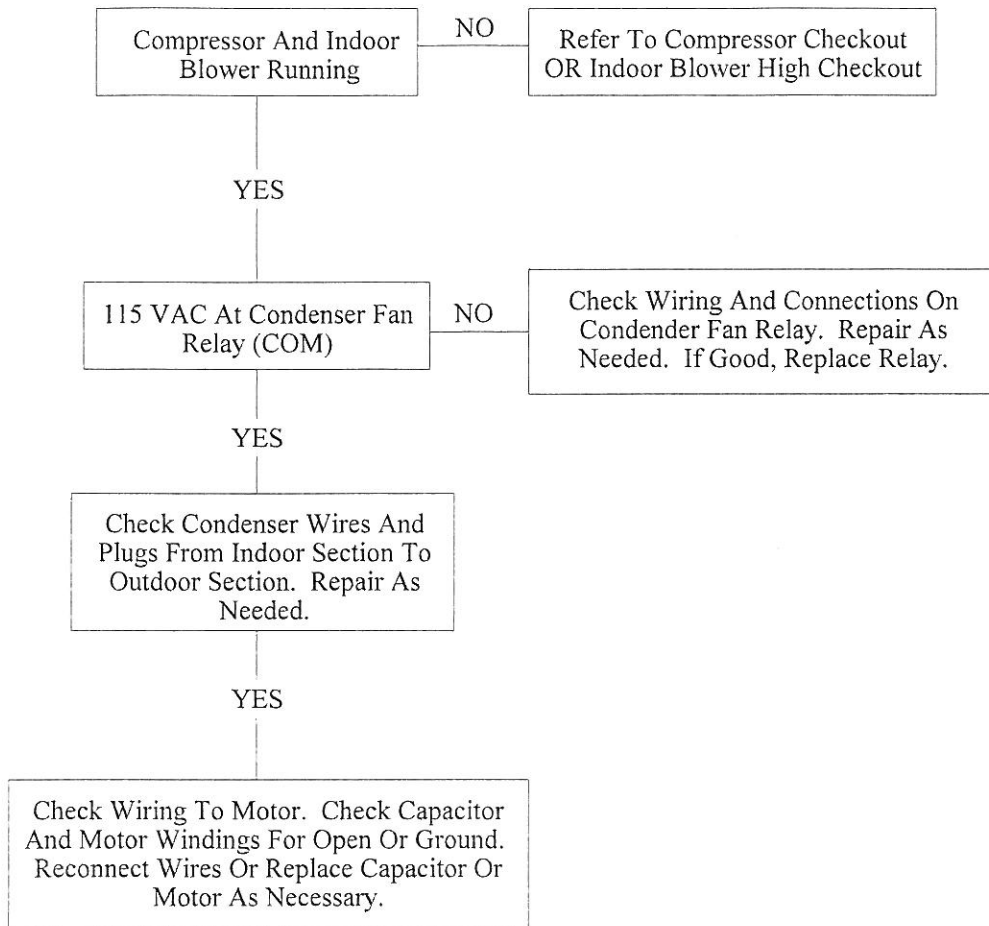 Compressor And Indoor
Blower Running
NO
Refer To Compressor Checkout
OR Indoor Blower High Checkout
YES
115 VAC At Condenser Fan
Relay (COM)
NO
Check Wiring And Connections On
Condender Fan Relay. Repair As
Needed. If Good, Replace Relay.
YES
Check Condenser Wires And
Plugs From Indoor Section To
Outdoor Section. Repair As
Needed.
YES
Check Wiring To Motor. Check Capacitor
And Motor Windings For Open Or Ground.
Reconnect Wires Or Replace Capacitor Or
Motor As Necessary.